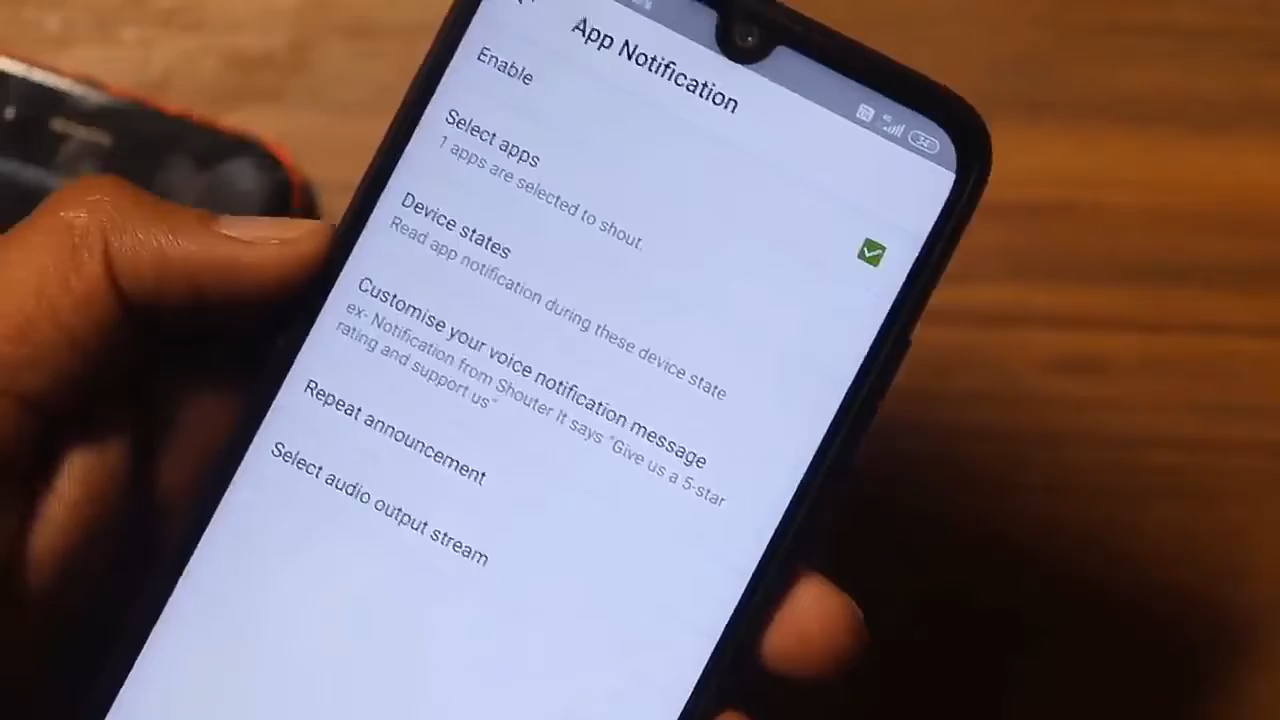 App Notification
Enable
Select apps
1 apps are selected to shout.
Device states
Read app notification during these device state
Customise your voice notification message
ex- Notification from Shouter It says "Give us a 5-star
rating and support us"
Repeat announcement
Select audio output stream